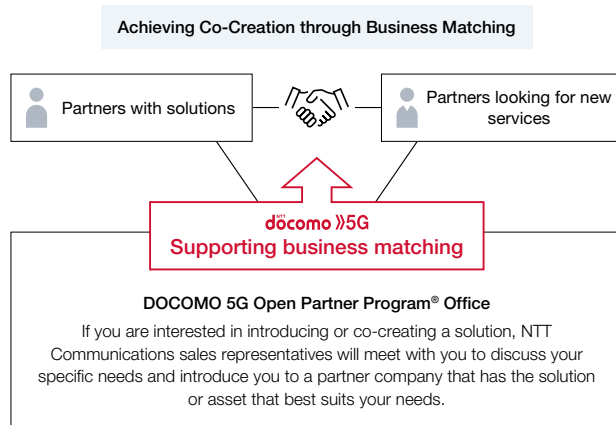 Achieving Co-Creation through Business Matching
Partners with solutions
Partners looking for new
services
NTT
döcomo 5G
Supporting business matching
DOCOMO 5G Open Partner Program® Office
If you are interested in introducing or co-creating a solution, NTT
Communications sales representatives will meet with you to discuss your
specific needs and introduce you to a partner company that has the solution
or asset that best suits your needs.